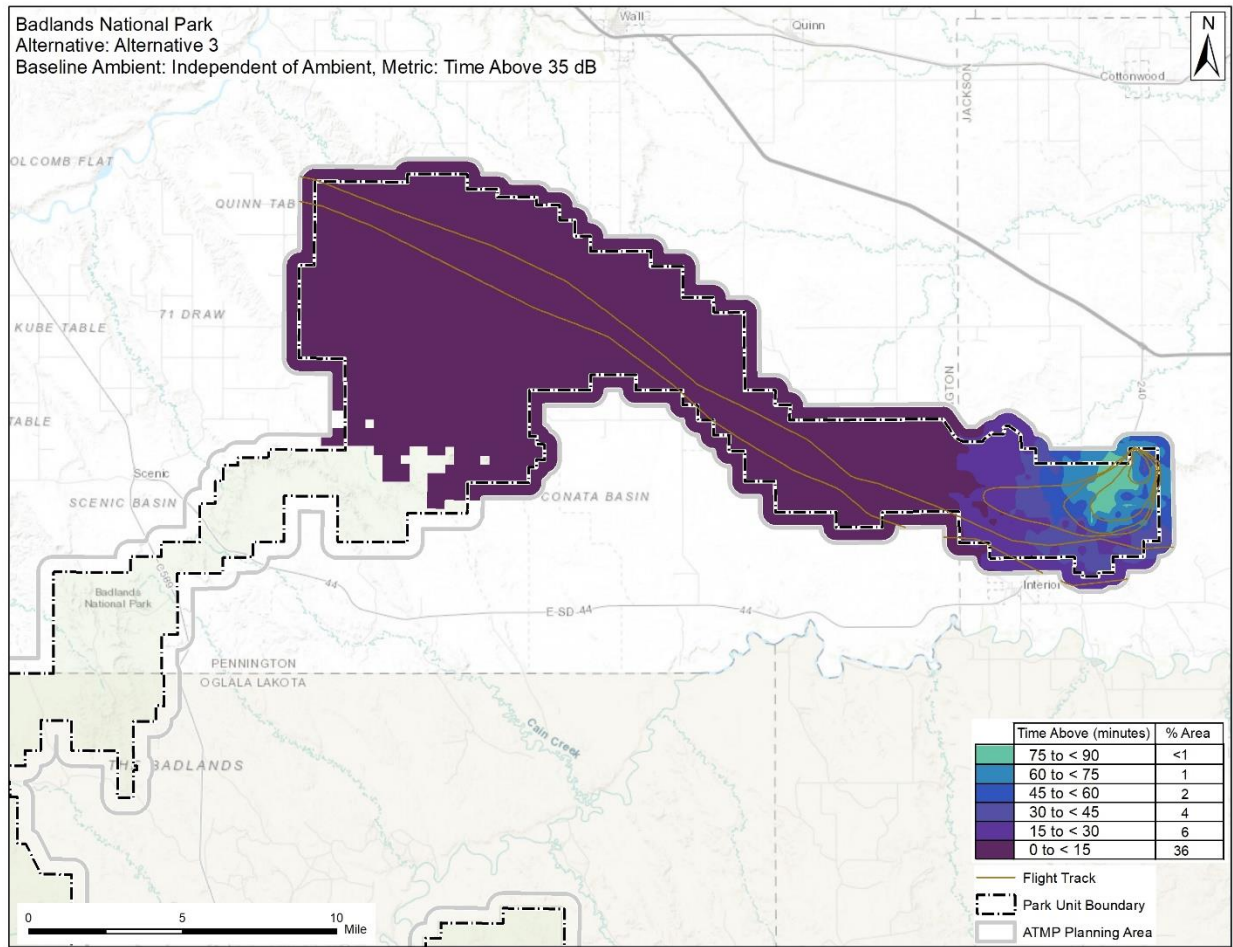 Badlands National Park
Alternative: Alternative 3
Baseline Ambient: Independent of Ambient, Metric: Time Above 35 dB
N
Wall
Quinn
Cottonwood
JACKSON
OLCOMB FLAT
QUINN TAB
71 DRAW
KUBE TABLE
GTON
240
TABLE
Scenic
SCENIC BASIN
CONATA BASIN
44
Interior
Badlands
National Park
E SD 44
44
PENNINGTON
OGLALA LAKOTA
Cain Creek
THE BADLANDS
Time Above (minutes) % Area
75 to < 90 <1
60 to < 75 1
45 to < 60 2
30 to < 45 4
15 to < 30 6
0 to < 15 36
Flight Track
Park Unit Boundary
ATMP Planning Area
0 5 10
Mile